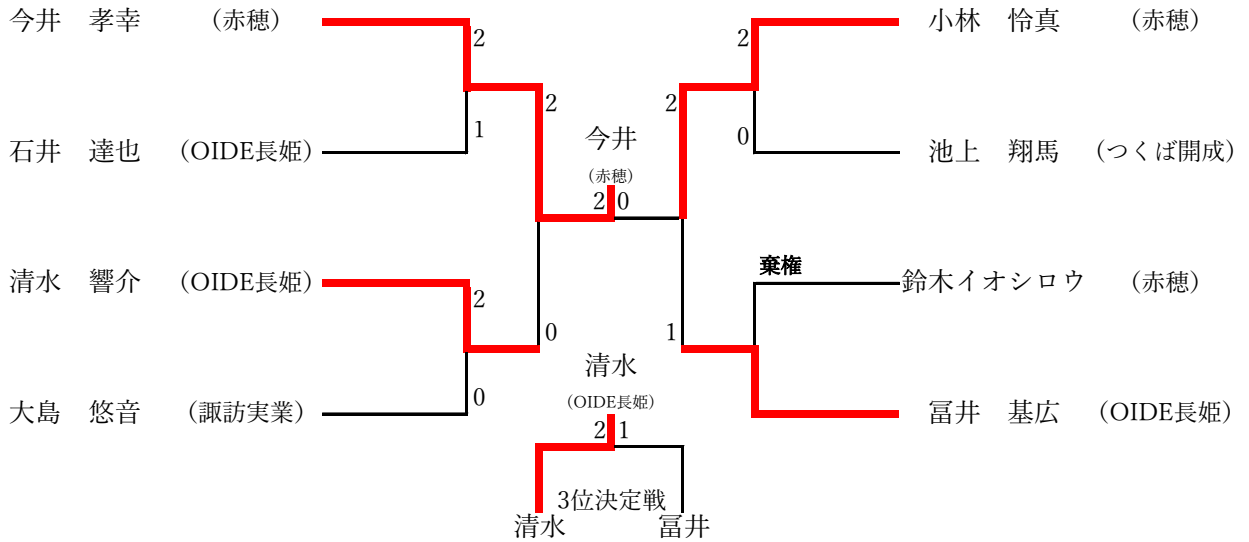 今井　孝幸　（赤穂）　2　2　小林　怜真　（赤穂）
2　今井　2
石井　達也　（OIDE長姫）　1　0　池上　翔馬　（つくば開成）
（赤穂）
2　0
棄権
清水　響介　（OIDE長姫）　2　鈴木イオシロウ　（赤穂）
0　1
清水
（OIDE長姫）
大島　悠音　（諏訪実業）　0　冨井　基広　（OIDE長姫）
2　1
3位決定戦
清水　冨井